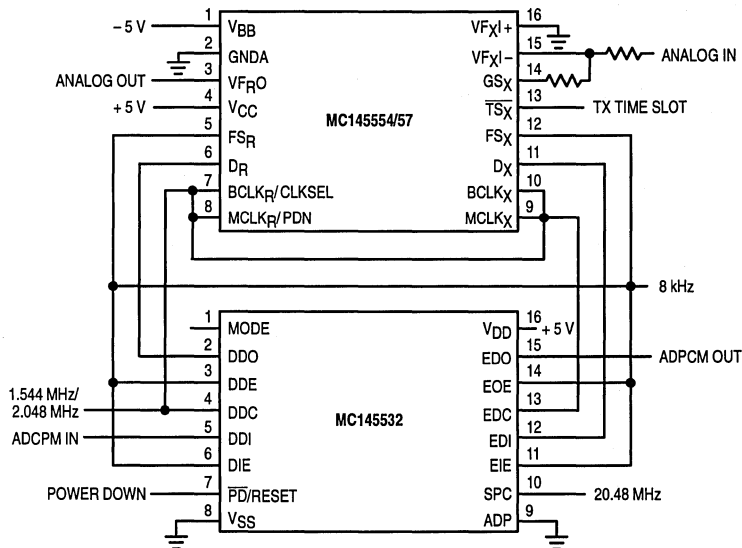 1 16
– 5 V VBB VFXI+
2 15
GNDA VFXI– ANALOG IN
3 14
ANALOG OUT VFRO GSX
4 13
+ 5 V VCC TSX TX TIME SLOT
MC145554/57
5 12
FSR FSX
6 11
DR DX
7 10
BCLKR/CLKSEL BCLKX
8 9
MCLKR/PDN MCLKX
8 kHz
1 16
MODE VDD + 5 V
2 15
DDO EDO ADPCM OUT
3 14
DDE EOE
1.544 MHz/
2.048 MHz
4 13
DDC EDC
MC145532
5 12
ADCPM IN DDI EDI
6 11
DIE EIE
7 10
POWER DOWN PD/RESET SPC 20.48 MHz
8 9
VSS ADP